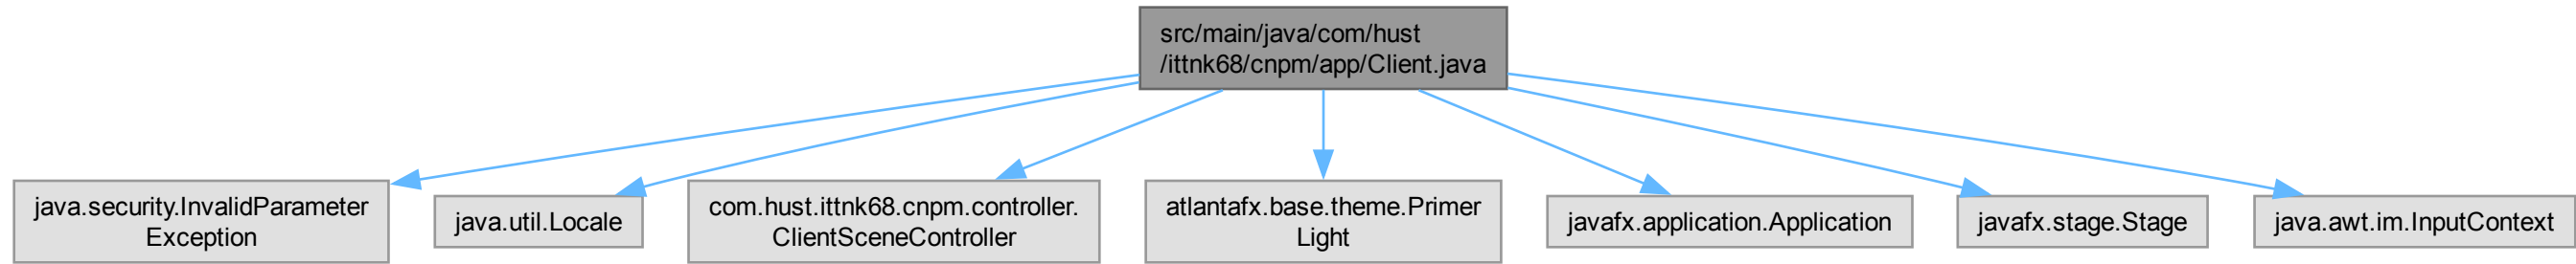 src/main/java/com/hust
/ittnk68/cnpm/app/Client.java
java.security.InvalidParameter
Exception
java.util.Locale
com.hust.ittnk68.cnpm.controller.
ClientSceneController
atlantafx.base.theme.Primer
Light
javafx.application.Application
javafx.stage.Stage
java.awt.im.InputContext